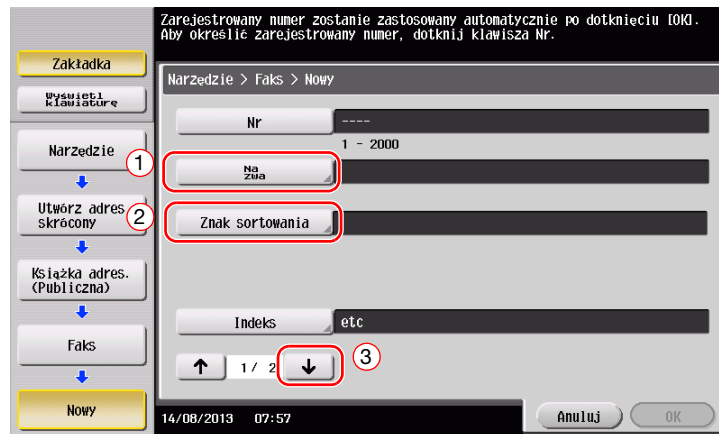 Zarejestrowany numer zostanie zastosowany automatycznie po dotknięciu [OK].
Aby określić zarejestrowany numer, dotknij klawisza Nr.
Zakładka
Wyświetl
klawiaturę
Narzędzie
Utwórz adres
skrócony
Książka adres.
(Publiczna)
Faks
Nowy
Narzędzie > Faks > Nowy
Nr
----
1 - 2000
1
Na
zwa
2
Znak sortowania
Indeks
etc
↑ 1/ 2 ↓
3
14/08/2013 07:57
Anuluj
OK